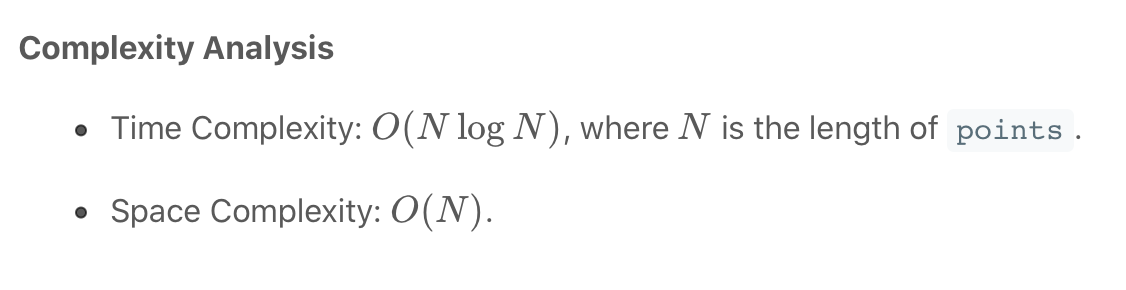 Complexity Analysis
• Time Complexity: O(N log N), where N is the length of points.
• Space Complexity: O(N).